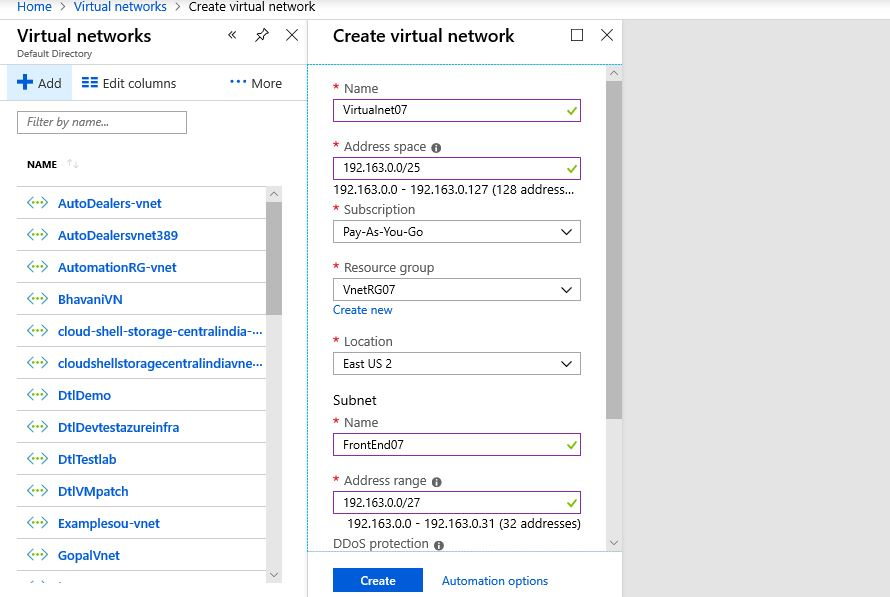 Home > Virtual networks > Create virtual network
Virtual networks
Default Directory
Add Edit columns More
Filter by name...
NAME
AutoDealers-vnet
AutoDealersvnet389
AutomationRG-vnet
BhavaniVN
cloud-shell-storage-centralindia-...
cloudshellstoragecentralindiavne...
DtlDemo
DtlDevtestazureinfra
DtlTestlab
DtlVMpatch
Examplesou-vnet
GopalVnet
Create virtual network
* Name
Virtualnet07
* Address space
192.163.0.0/25
192.163.0.0 - 192.163.0.127 (128 address...
* Subscription
Pay-As-You-Go
* Resource group
VnetRG07
Create new
* Location
East US 2
Subnet
* Name
FrontEnd07
* Address range
192.163.0.0/27
192.163.0.0 - 192.163.0.31 (32 addresses)
DDoS protection
Create Automation options